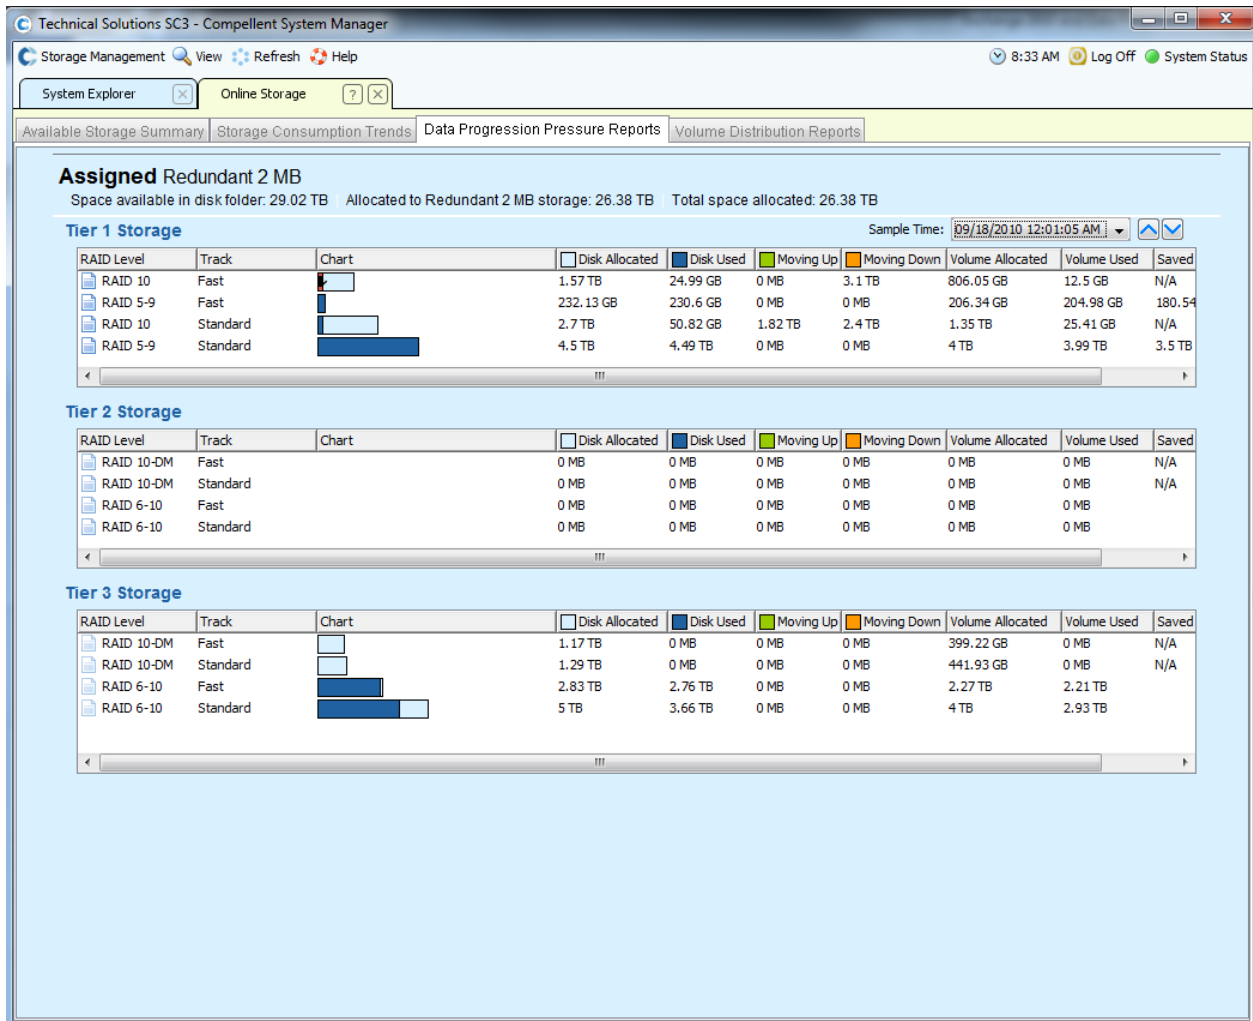 Technical Solutions SC3 - Compellent System Manager
Storage Management View Refresh Help 8:33 AM Log Off System Status
System Explorer Online Storage
Available Storage Summary Storage Consumption Trends Data Progression Pressure Reports Volume Distribution Reports
Assigned Redundant 2 MB
Space available in disk folder: 29.02 TB Allocated to Redundant 2 MB storage: 26.38 TB Total space allocated: 26.38 TB
Tier 1 Storage Sample Time: 09/18/2010 12:01:05 AM
RAID Level Track Chart Disk Allocated Disk Used Moving Up Moving Down Volume Allocated Volume Used Saved
RAID 10 Fast 1.57 TB 24.99 GB 0 MB 3.1 TB 806.05 GB 12.5 GB N/A
RAID 5-9 Fast 232.13 GB 230.6 GB 0 MB 0 MB 206.34 GB 204.98 GB 180.54
RAID 10 Standard 2.7 TB 50.82 GB 1.82 TB 2.4 TB 1.35 TB 25.41 GB N/A
RAID 5-9 Standard 4.5 TB 4.49 TB 0 MB 0 MB 4 TB 3.99 TB 3.5 TB
Tier 2 Storage
RAID Level Track Chart Disk Allocated Disk Used Moving Up Moving Down Volume Allocated Volume Used Saved
RAID 10-DM Fast 0 MB 0 MB 0 MB 0 MB 0 MB 0 MB N/A
RAID 10-DM Standard 0 MB 0 MB 0 MB 0 MB 0 MB 0 MB N/A
RAID 6-10 Fast 0 MB 0 MB 0 MB 0 MB 0 MB 0 MB
RAID 6-10 Standard 0 MB 0 MB 0 MB 0 MB 0 MB 0 MB
Tier 3 Storage
RAID Level Track Chart Disk Allocated Disk Used Moving Up Moving Down Volume Allocated Volume Used Saved
RAID 10-DM Fast 1.17 TB 0 MB 0 MB 0 MB 399.22 GB 0 MB N/A
RAID 10-DM Standard 1.29 TB 0 MB 0 MB 0 MB 441.93 GB 0 MB N/A
RAID 6-10 Fast 2.83 TB 2.76 TB 0 MB 0 MB 2.27 TB 2.21 TB
RAID 6-10 Standard 5 TB 3.66 TB 0 MB 0 MB 4 TB 2.93 TB